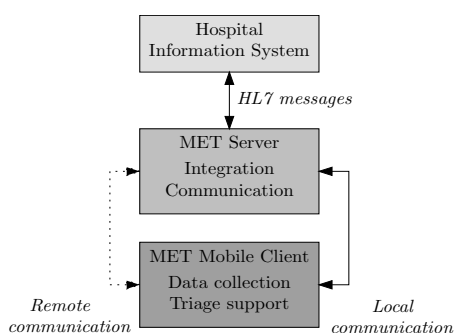 Hospital
Information System
HL7 messages
MET Server
Integration
Communication
MET Mobile Client
Data collection
Triage support
Remote
communication
Local
communication